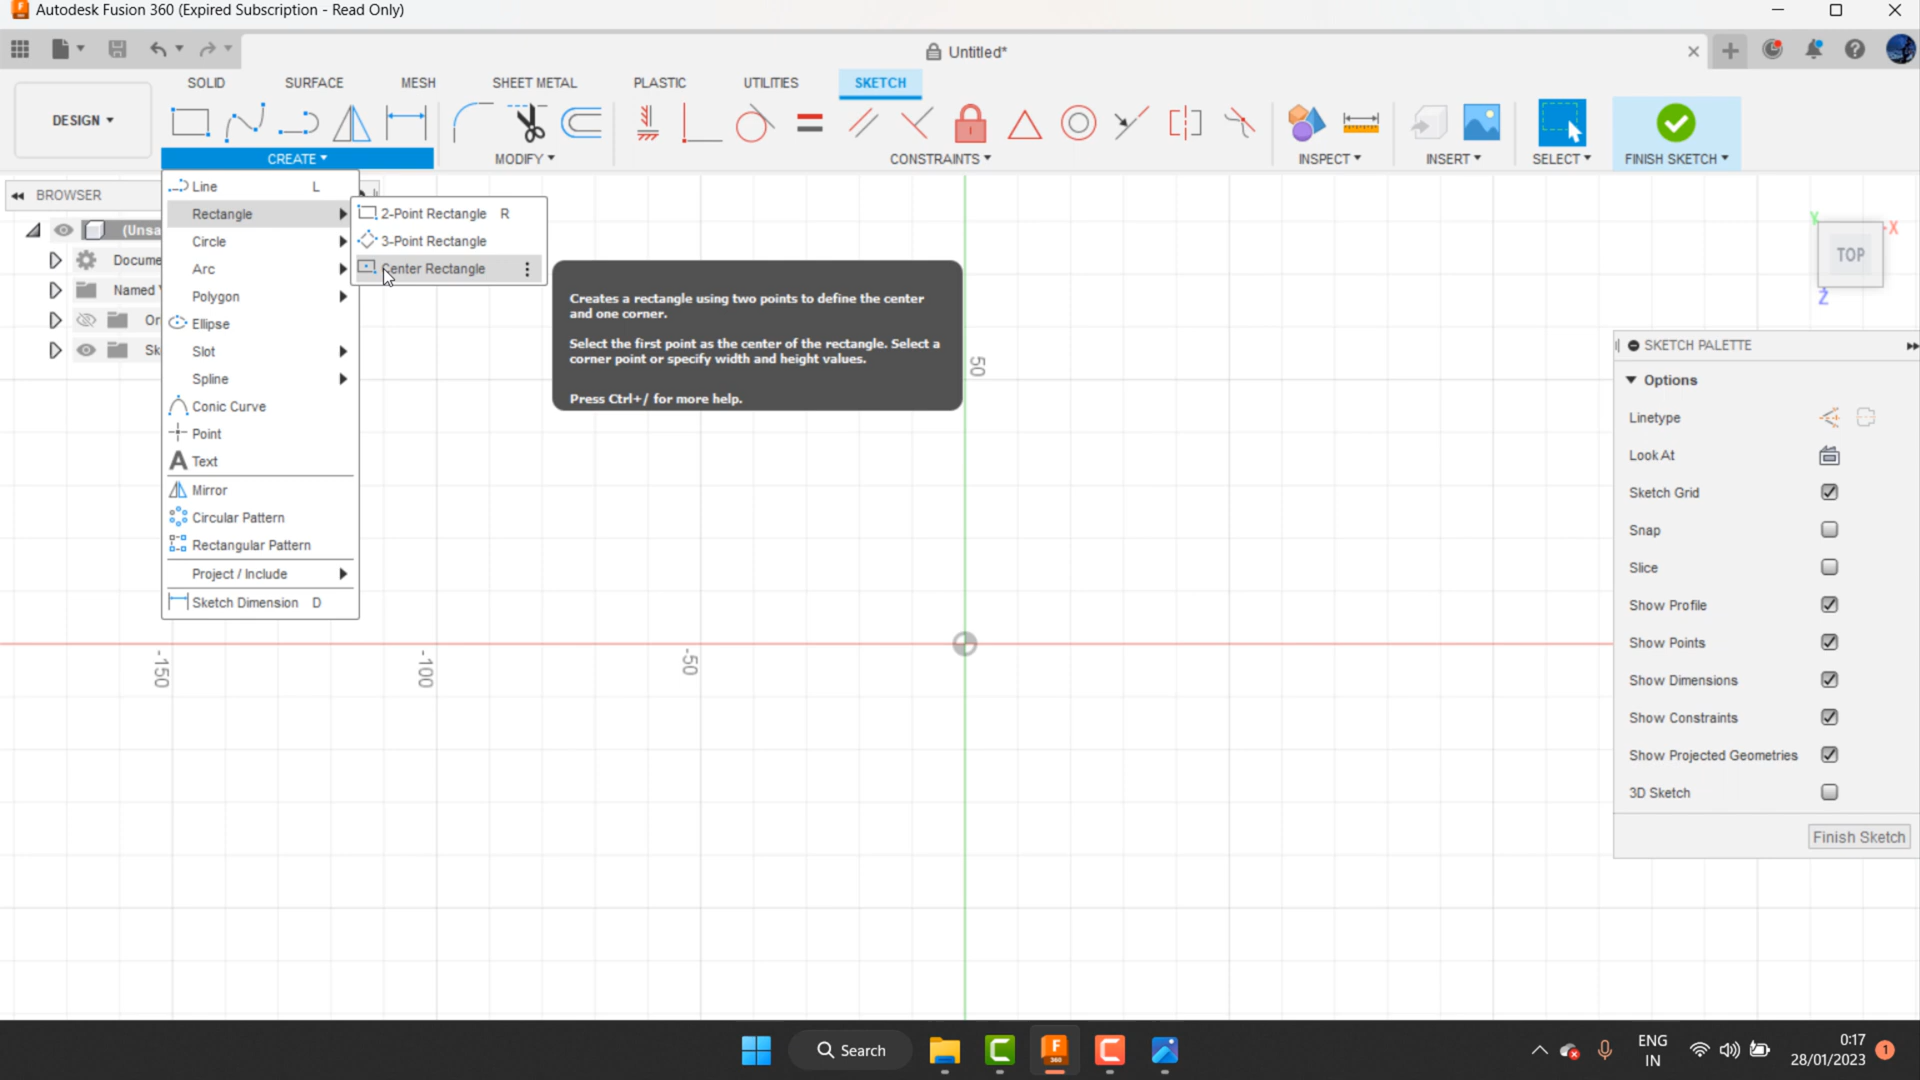 Autodesk Fusion 360 (Expired Subscription - Read Only)
Untitled*
SOLID
SURFACE
MESH
SHEET METAL
PLASTIC
UTILITIES
SKETCH
DESIGN
CREATE
MODIFY
CONSTRAINTS
INSPECT
INSERT
SELECT
FINISH SKETCH
BROWSER
(Unsa
Docume
Named
Or
Sk
Line L
Rectangle
Circle
Arc
Polygon
Ellipse
Slot
Spline
Conic Curve
Point
A Text
Mirror
Circular Pattern
Rectangular Pattern
Project / Include
Sketch Dimension D
2-Point Rectangle R
3-Point Rectangle
Center Rectangle
Creates a rectangle using two points to define the center
and one corner.
Select the first point as the center of the rectangle. Select a
corner point or specify width and height values.
Press Ctrl+/ for more help.
50
-150
-100
-50
Y
X
TOP
Z
SKETCH PALETTE
Options
Linetype
Look At
Sketch Grid
Snap
Slice
Show Profile
Show Points
Show Dimensions
Show Constraints
Show Projected Geometries
3D Sketch
Finish Sketch
Search
F
360
ENG
IN
0:17
28/01/2023
1